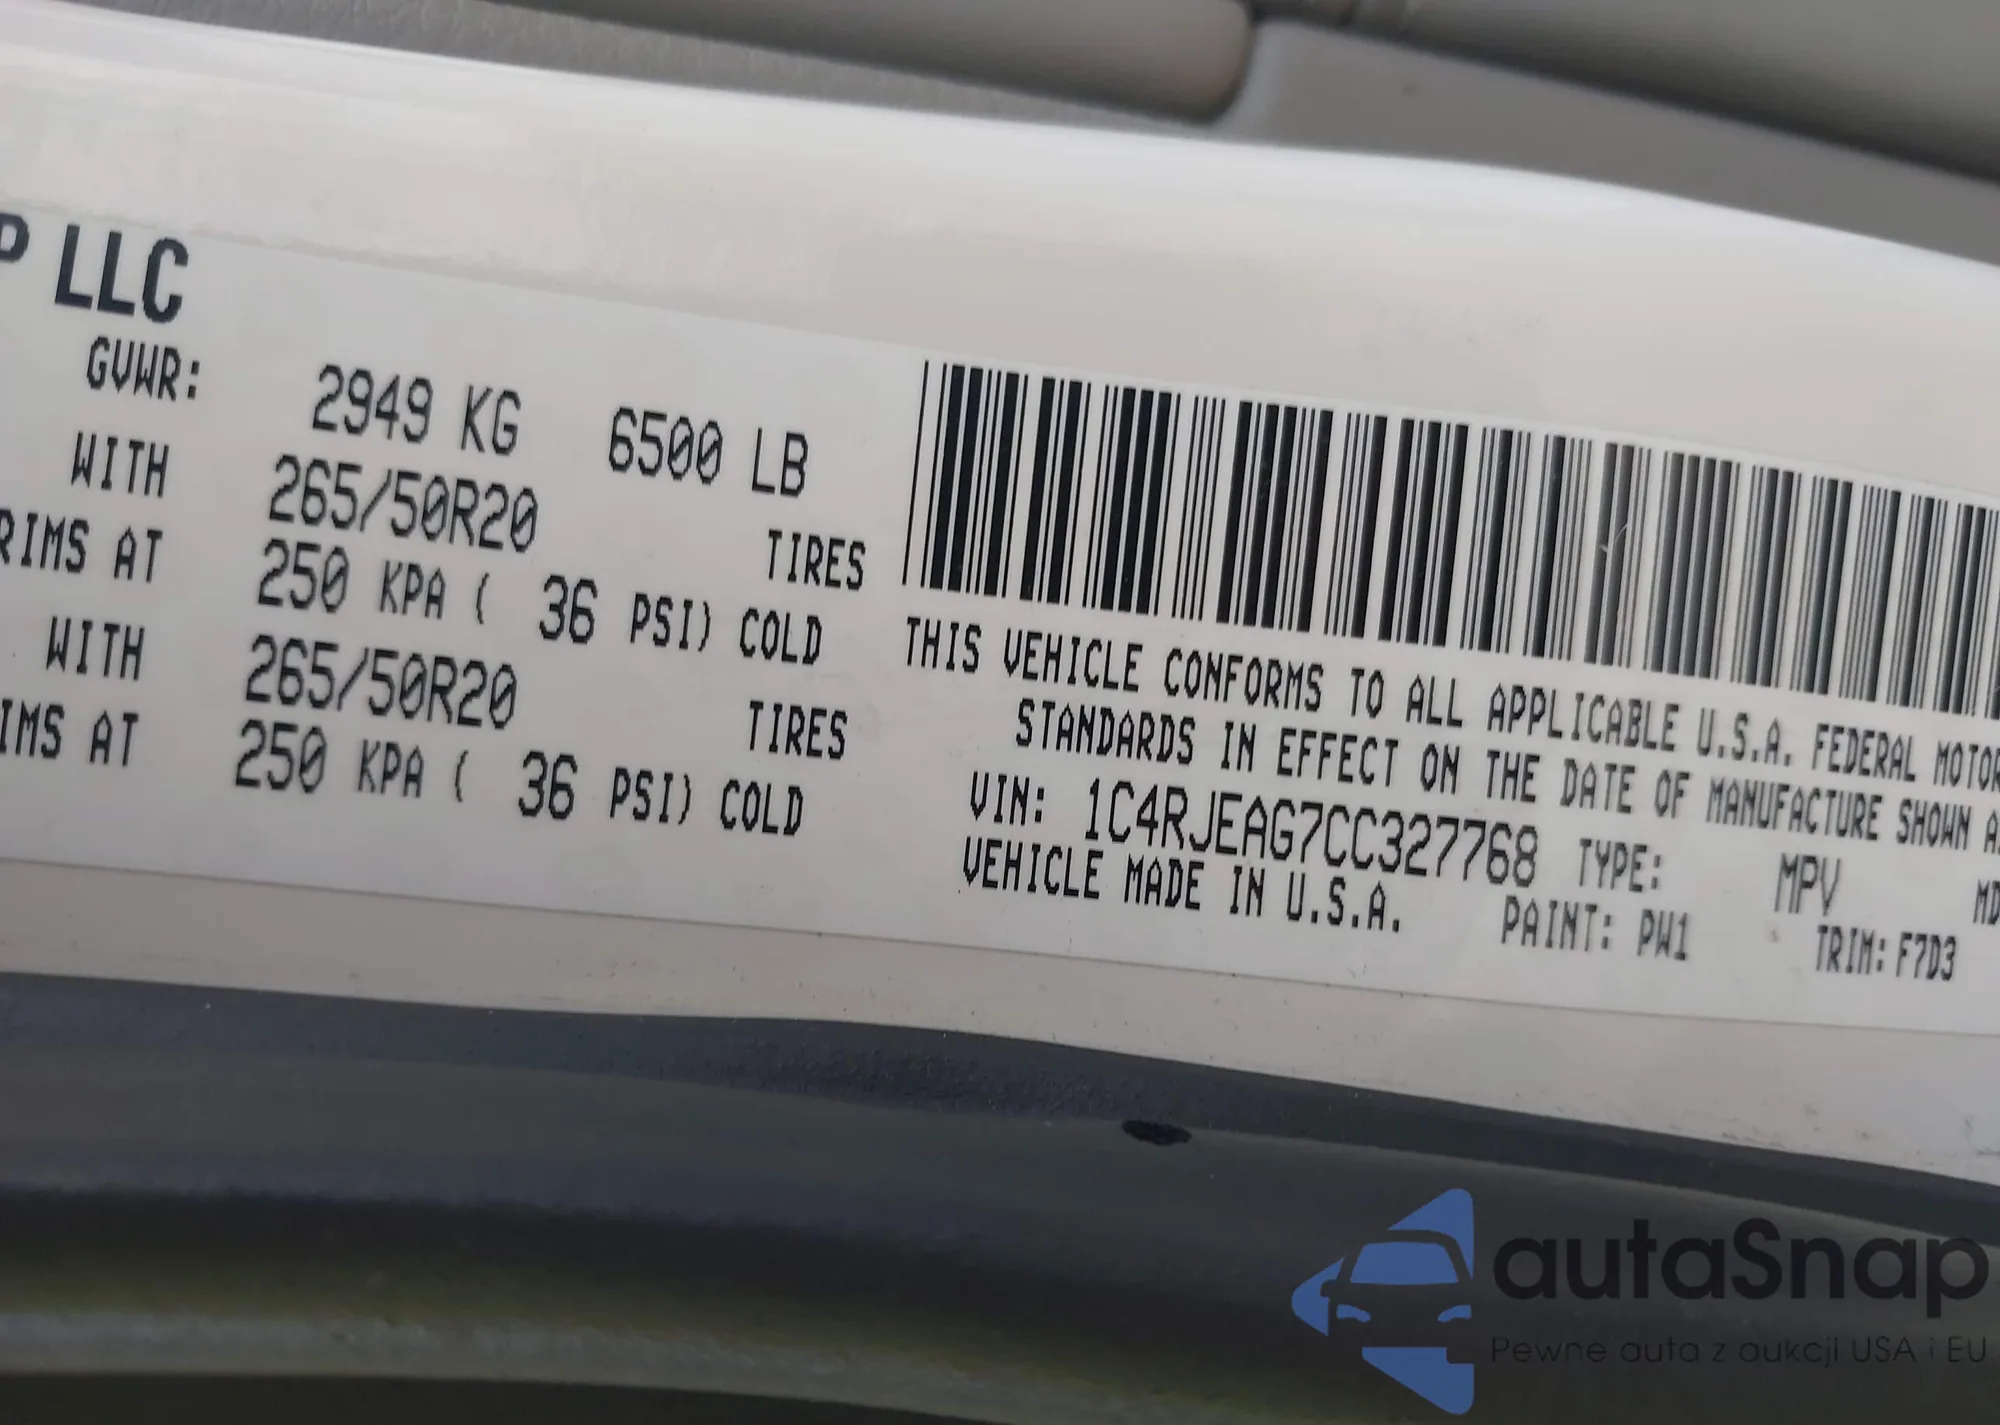 P LLC
GVWR: 2949 KG 6500 LB
WITH 265/50R20 TIRES
RIMS AT 250 KPA ( 36 PSI) COLD
WITH 265/50R20 TIRES
IMS AT 250 KPA ( 36 PSI) COLD
THIS VEHICLE CONFORMS TO ALL APPLICABLE U.S.A. FEDERAL MOTOR
STANDARDS IN EFFECT ON THE DATE OF MANUFACTURE SHOWN A
VIN: 1C4RJEAG7CC327768 TYPE: MPV MD
VEHICLE MADE IN U.S.A. PAINT: PW1 TRIM: F7D3
autaSnap
Pewne auta z aukcji USA i EU